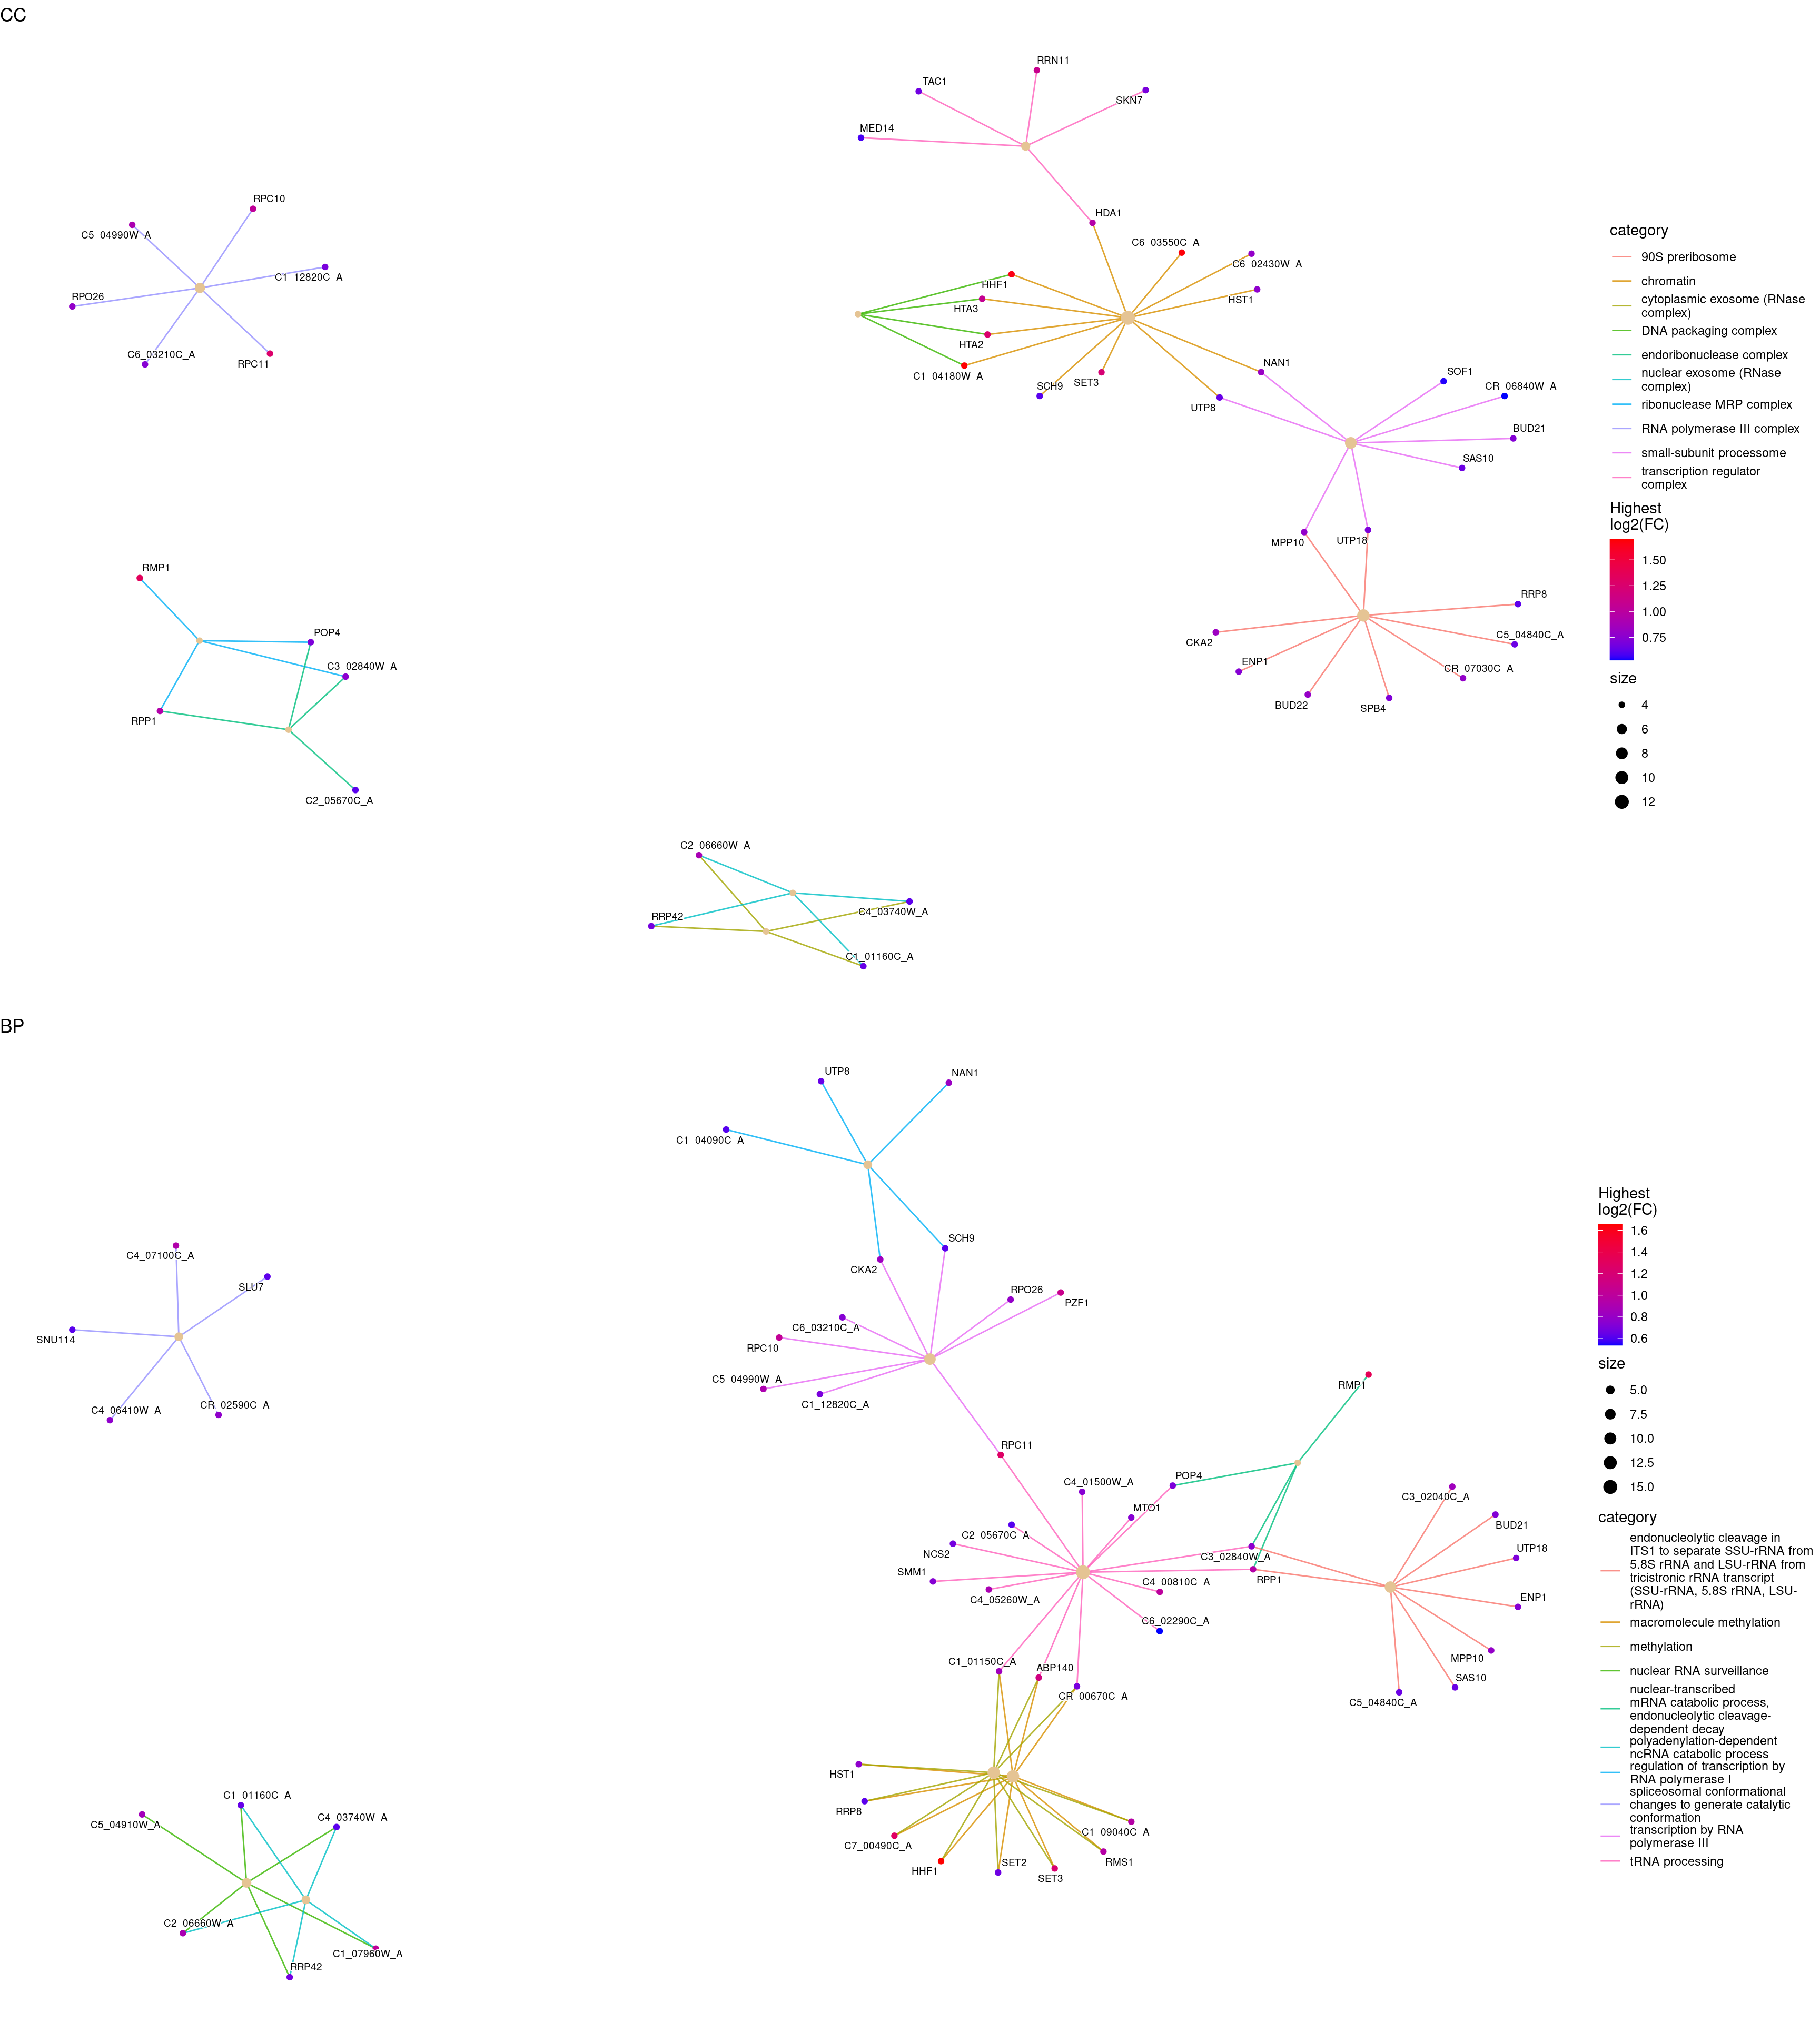 CC
RRN11
TAC1
SKN7
MED14
RPC10
C5_04990W_A
HDA1
C6_03550C_A
C6_02430W_A
C1_12820C_A
HHF1
RPO26
HST1
HTA3
HTA2
C6_03210C_A
RPC11
NAN1
C1_04180W_A
SCH9
SET3
SOF1
CR_06840W_A
UTP8
BUD21
SAS10
MPP10
UTP18
RMP1
RRP8
POP4
C5_04840C_A
CKA2
C3_02840W_A
ENP1
CR_07030C_A
RPP1
BUD22
SPB4
C2_05670C_A
C2_06660W_A
RRP42
C4_03740W_A
C1_01160C_A
category
90S preribosome
chromatin
cytoplasmic exosome (RNase
complex)
DNA packaging complex
endoribonuclease complex
nuclear exosome (RNase
complex)
ribonuclease MRP complex
RNA polymerase III complex
small-subunit processome
transcription regulator
complex
Highest
log2(FC)
1.50
1.25
1.00
0.75
size
4
6
8
10
12
BP
UTP8
NAN1
C1_04090C_A
SCH9
C4_07100C_A
CKA2
SLU7
RPO26
PZF1
C6_03210C_A
SNU114
RPC10
C5_04990W_A
RMP1
C1_12820C_A
C4_06410W_A
CR_02590C_A
RPC11
POP4
C4_01500W_A
C3_02040C_A
MTO1
BUD21
C2_05670C_A
NCS2
UTP18
C3_02840W_A
SMM1
C4_00810C_A
RPP1
C4_05260W_A
ENP1
C6_02290C_A
C1_01150C_A
ABP140
MPP10
SAS10
CR_00670C_A
C5_04840C_A
HST1
C1_01160C_A
RRP8
C4_03740W_A
C5_04910W_A
C1_09040C_A
C7_00490C_A
RMS1
HHF1
SET2
SET3
C2_06660W_A
C1_07960W_A
RRP42
Highest
log2(FC)
1.6
1.4
1.2
1.0
0.8
0.6
size
5.0
7.5
10.0
12.5
15.0
category
endonucleolytic cleavage in
ITS1 to separate SSU-rRNA from
5.8S rRNA and LSU-rRNA from
tricistronic rRNA transcript
(SSU-rRNA, 5.8S rRNA, LSU-
rRNA)
macromolecule methylation
methylation
nuclear RNA surveillance
nuclear-transcribed
mRNA catabolic process,
endonucleolytic cleavage-
dependent decay
polyadenylation-dependent
ncRNA catabolic process
regulation of transcription by
RNA polymerase I
spliceosomal conformational
changes to generate catalytic
conformation
transcription by RNA
polymerase III
tRNA processing